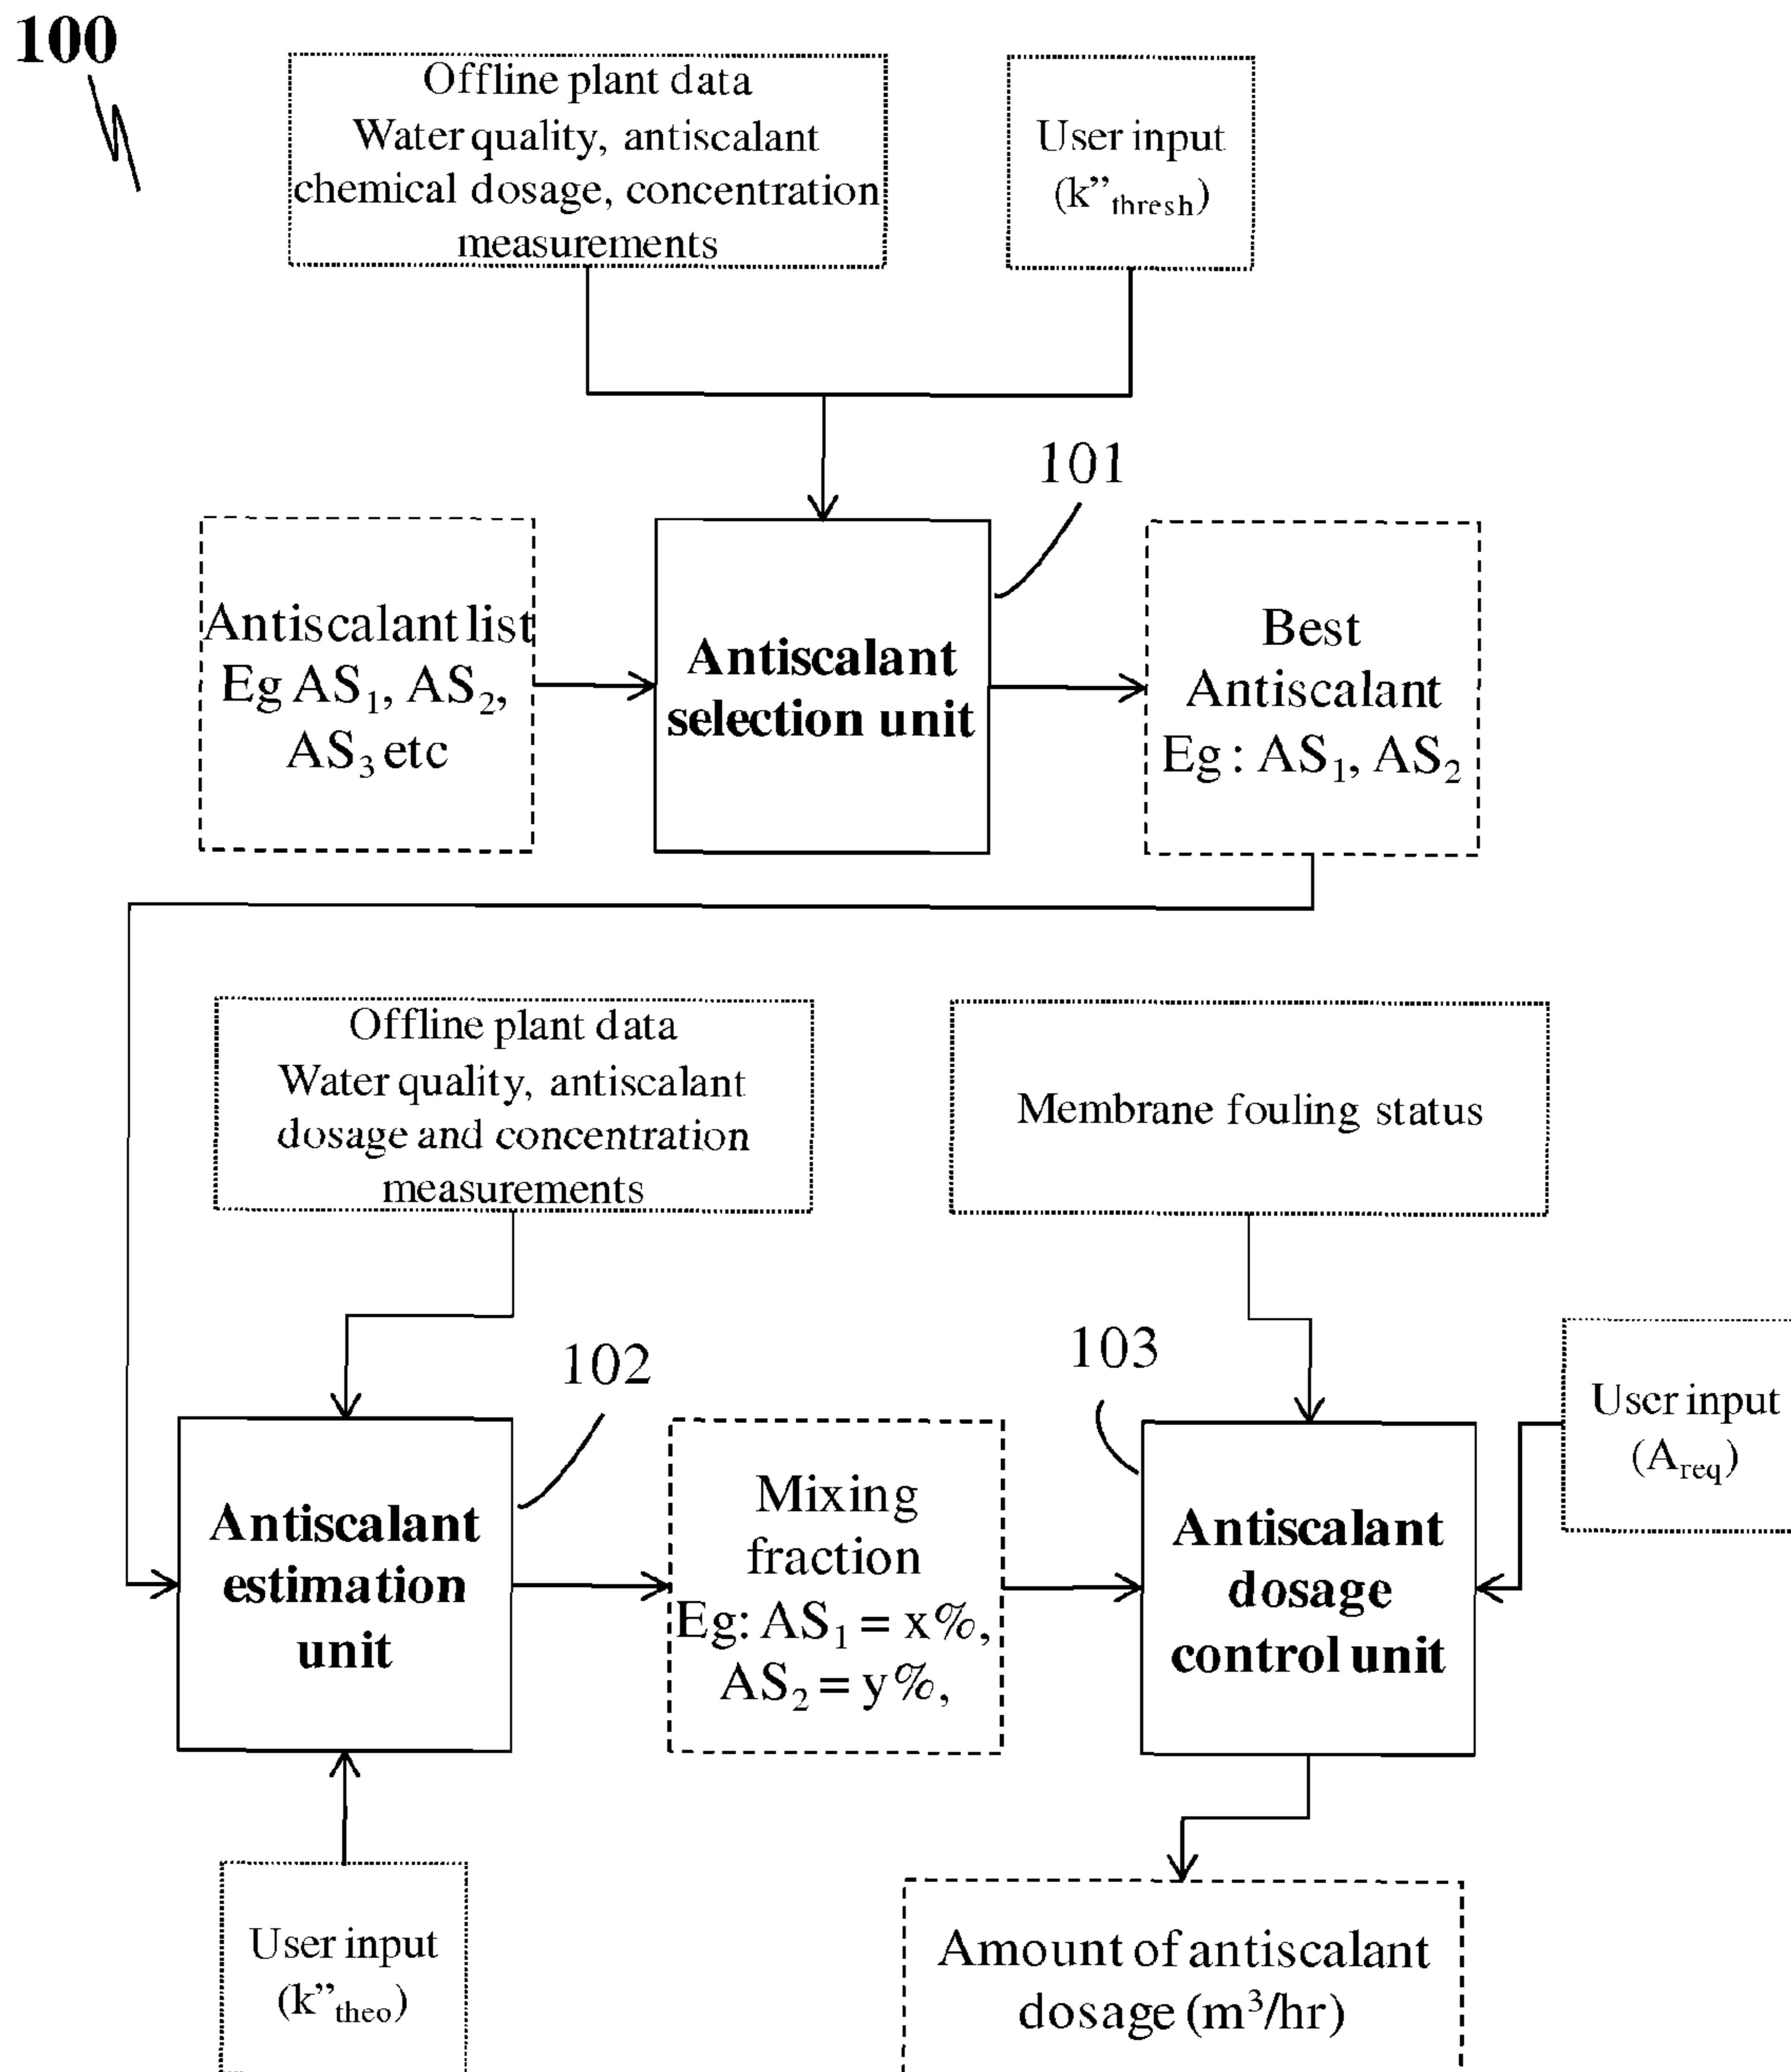 100
Offline plant data
Water quality, antiscalant
chemical dosage, concentration
measurements
User input
(k”thresh)
101
Antiscalant list
Eg AS1, AS2,
AS3 etc
Antiscalant
selection unit
Best
Antiscalant
Eg : AS1, AS2
Offline plant data
Water quality, antiscalant
dosage and concentration
measurements
Membrane fouling status
102
103
User input
(Areq)
Antiscalant
estimation
unit
Mixing
fraction
Eg: AS1 = x%,
AS2 = y%,
Antiscalant
dosage
control unit
User input
(k”theo)
Amount of antiscalant
dosage (m³/hr)